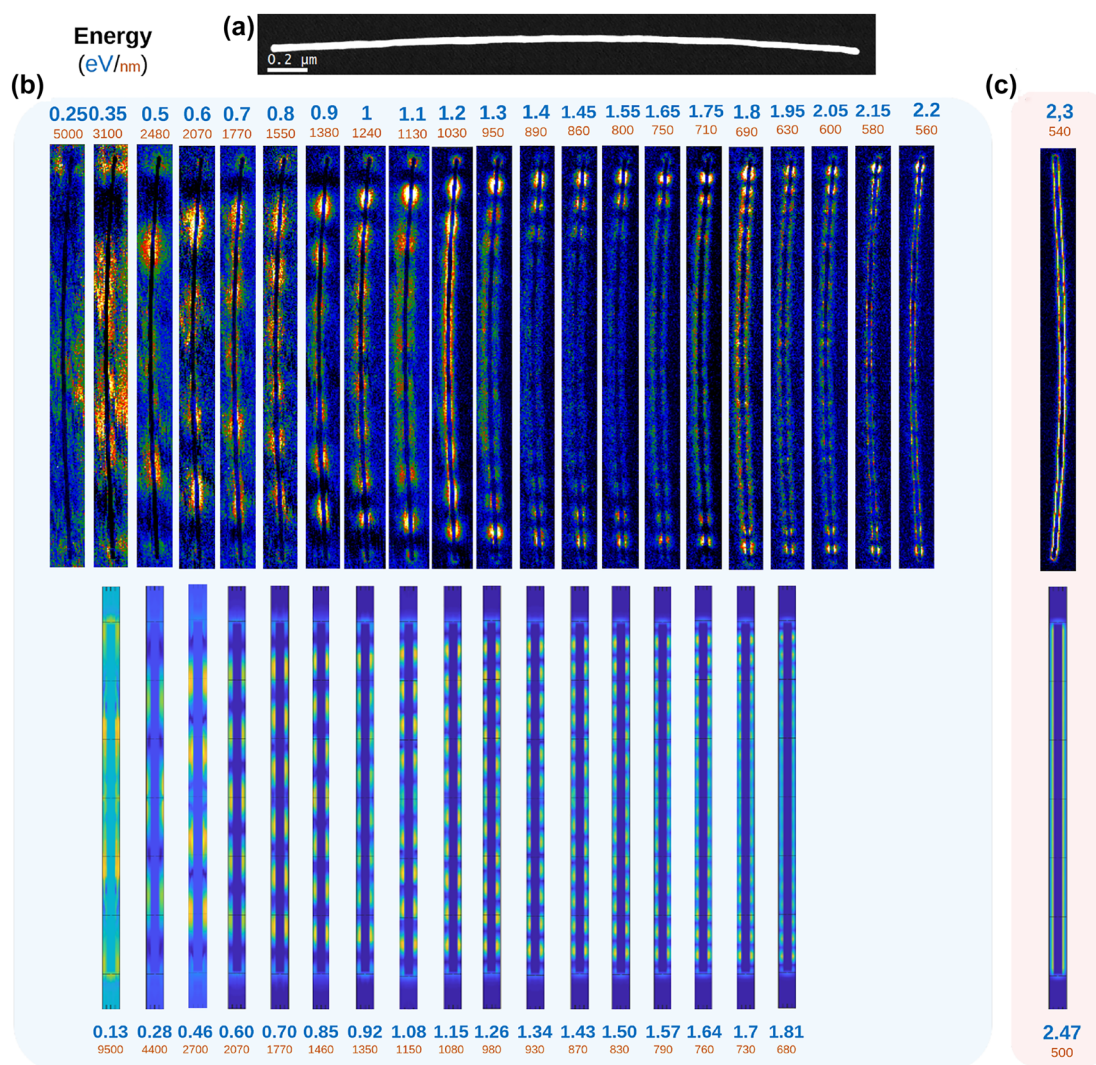 Energy
(eV/nm)
(a)
0.2 µm
(b)
0.25 0.35 0.5 0.6 0.7 0.8 0.9 1 1.1 1.2 1.3 1.4 1.45 1.55 1.65 1.75 1.8 1.95 2.05 2.15 2.2
5000 3100 2480 2070 1770 1550 1380 1240 1130 1030 950 890 860 800 750 710 690 630 600 580 560
(c)
2,3
540
0.13 0.28 0.46 0.60 0.70 0.85 0.92 1.08 1.15 1.26 1.34 1.43 1.50 1.57 1.64 1.7 1.81
9500 4400 2700 2070 1770 1460 1350 1150 1080 980 930 870 830 790 760 730 680
2.47
500